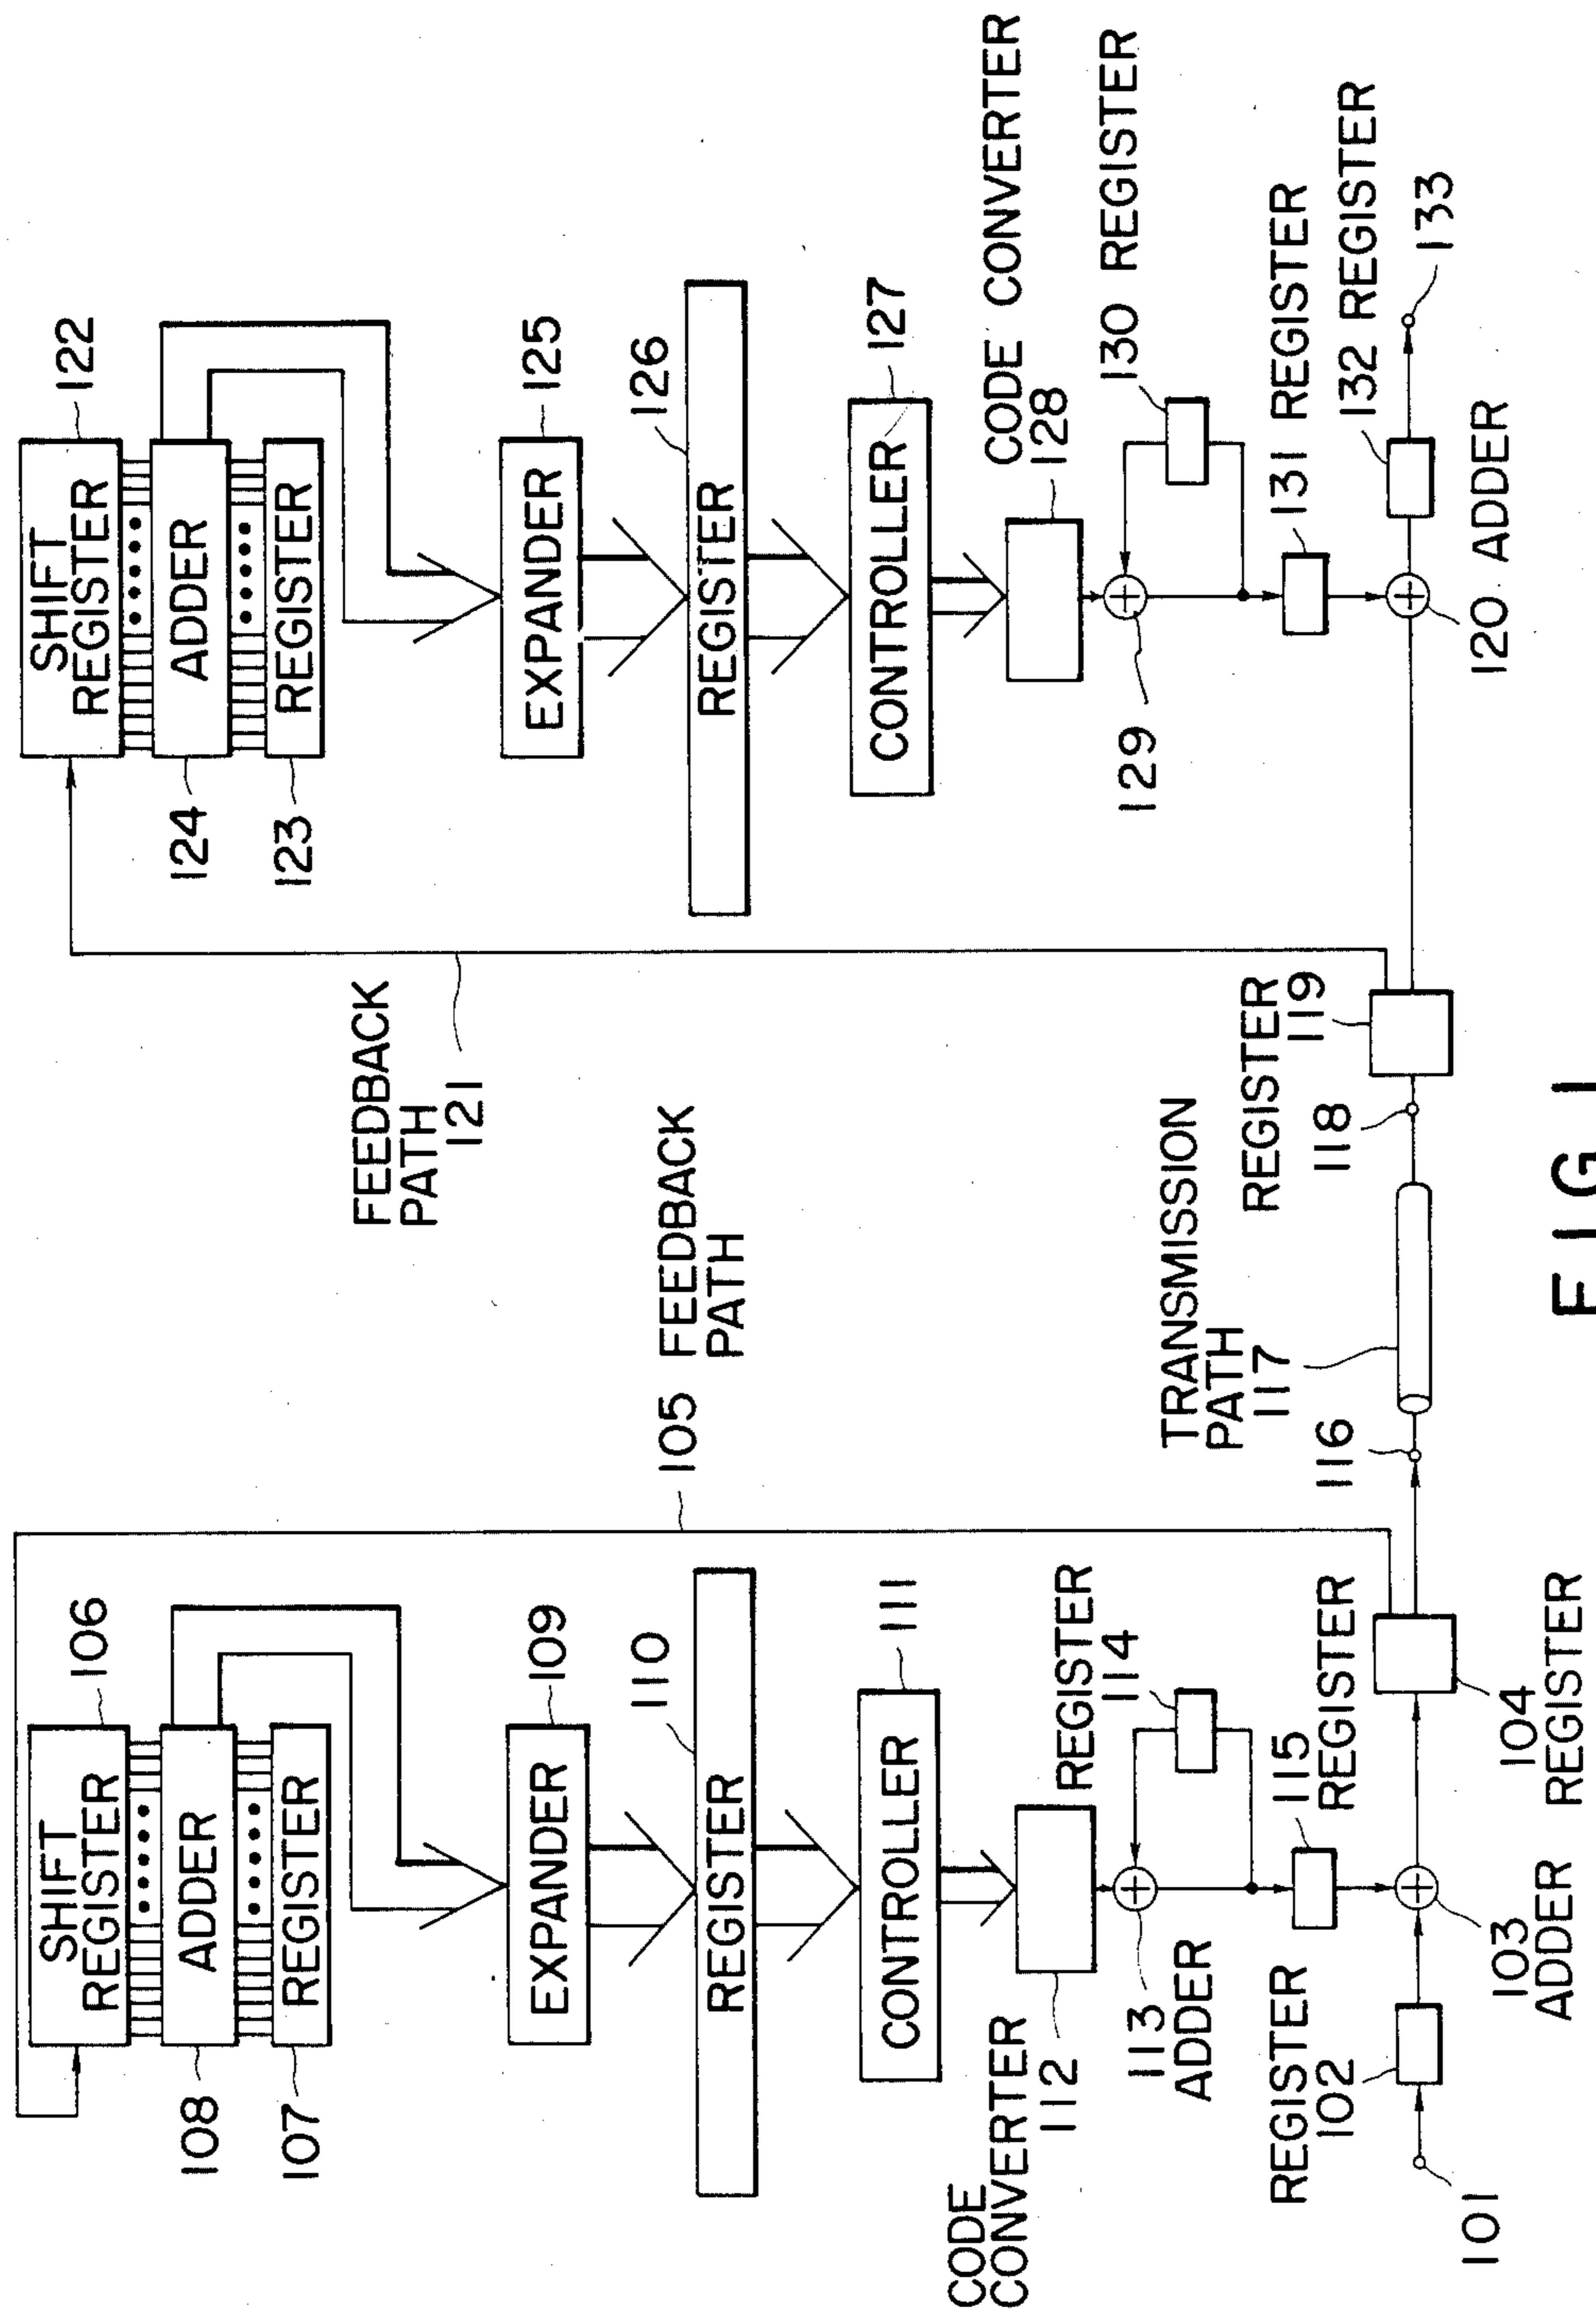 SHIFT
REGISTER
106
ADDER
108
REGISTER
107
105 FEEDBACK
PATH
EXPANDER
109
110
REGISTER
CONTROLLER
111
CODE
CONVERTER
112
REGISTER
114
113
ADDER
115
REGISTER
REGISTER
102
101
103
ADDER
104
REGISTER
116
TRANSMISSION
PATH
117
118
REGISTER
119
FEEDBACK
PATH
121
SHIFT
REGISTER
122
ADDER
124
REGISTER
123
EXPANDER
125
126
REGISTER
CONTROLLER
127
CODE CONVERTER
128
129
130 REGISTER
131 REGISTER
132 REGISTER
133
120 ADDER
FIG 1